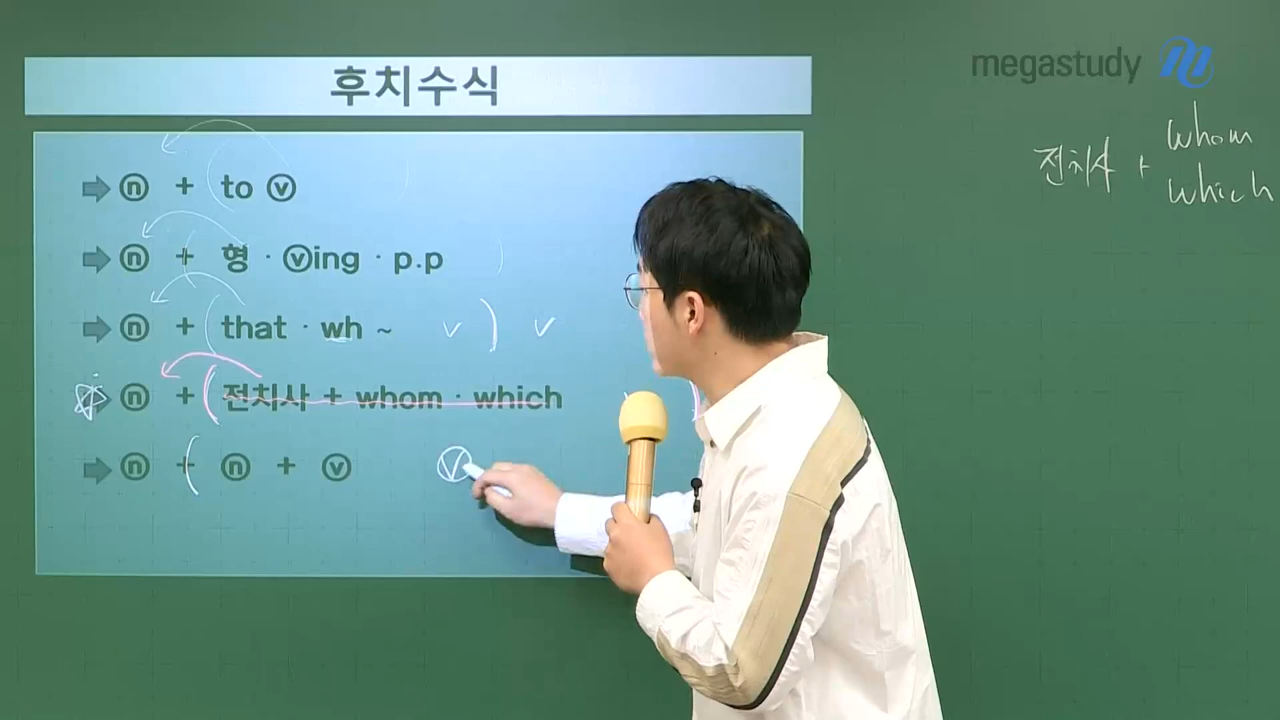 megastudy
후치수식
ⓝ + to ⓥ
ⓝ + 형 · ⓥing · p.p
ⓝ + that · wh ~ v ) v
ⓝ + ( 전치사 + whom · which )
ⓝ + ( ⓝ + ⓥ ⓥ
전치사 + whom
which